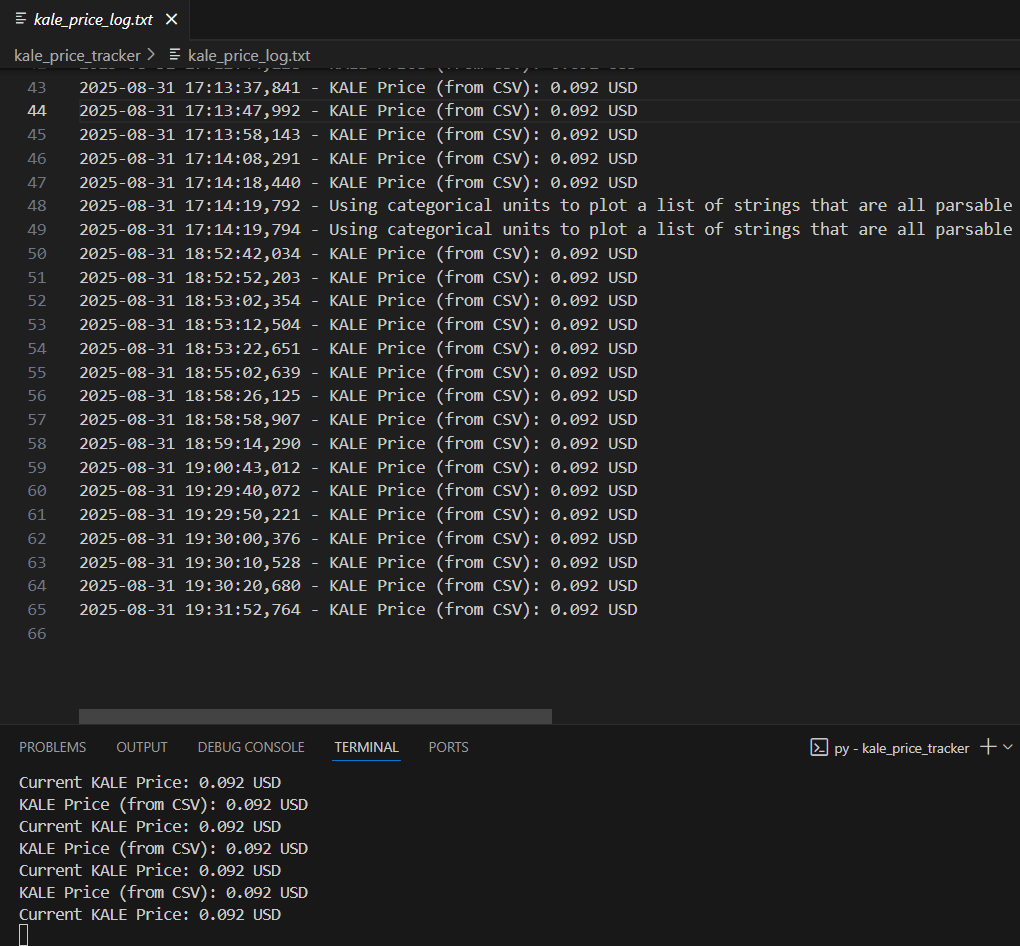 kale_price_log.txt
kale_price_tracker > kale_price_log.txt
43 2025-08-31 17:13:37,841 - KALE Price (from CSV): 0.092 USD
44 2025-08-31 17:13:47,992 - KALE Price (from CSV): 0.092 USD
45 2025-08-31 17:13:58,143 - KALE Price (from CSV): 0.092 USD
46 2025-08-31 17:14:08,291 - KALE Price (from CSV): 0.092 USD
47 2025-08-31 17:14:18,440 - KALE Price (from CSV): 0.092 USD
48 2025-08-31 17:14:19,792 - Using categorical units to plot a list of strings that are all parsable
49 2025-08-31 17:14:19,794 - Using categorical units to plot a list of strings that are all parsable
50 2025-08-31 18:52:42,034 - KALE Price (from CSV): 0.092 USD
51 2025-08-31 18:52:52,203 - KALE Price (from CSV): 0.092 USD
52 2025-08-31 18:53:02,354 - KALE Price (from CSV): 0.092 USD
53 2025-08-31 18:53:12,504 - KALE Price (from CSV): 0.092 USD
54 2025-08-31 18:53:22,651 - KALE Price (from CSV): 0.092 USD
55 2025-08-31 18:55:02,639 - KALE Price (from CSV): 0.092 USD
56 2025-08-31 18:58:26,125 - KALE Price (from CSV): 0.092 USD
57 2025-08-31 18:58:58,907 - KALE Price (from CSV): 0.092 USD
58 2025-08-31 18:59:14,290 - KALE Price (from CSV): 0.092 USD
59 2025-08-31 19:00:43,012 - KALE Price (from CSV): 0.092 USD
60 2025-08-31 19:29:40,072 - KALE Price (from CSV): 0.092 USD
61 2025-08-31 19:29:50,221 - KALE Price (from CSV): 0.092 USD
62 2025-08-31 19:30:00,376 - KALE Price (from CSV): 0.092 USD
63 2025-08-31 19:30:10,528 - KALE Price (from CSV): 0.092 USD
64 2025-08-31 19:30:20,680 - KALE Price (from CSV): 0.092 USD
65 2025-08-31 19:31:52,764 - KALE Price (from CSV): 0.092 USD
66
PROBLEMS OUTPUT DEBUG CONSOLE TERMINAL PORTS py - kale_price_tracker
Current KALE Price: 0.092 USD
KALE Price (from CSV): 0.092 USD
Current KALE Price: 0.092 USD
KALE Price (from CSV): 0.092 USD
Current KALE Price: 0.092 USD
KALE Price (from CSV): 0.092 USD
Current KALE Price: 0.092 USD